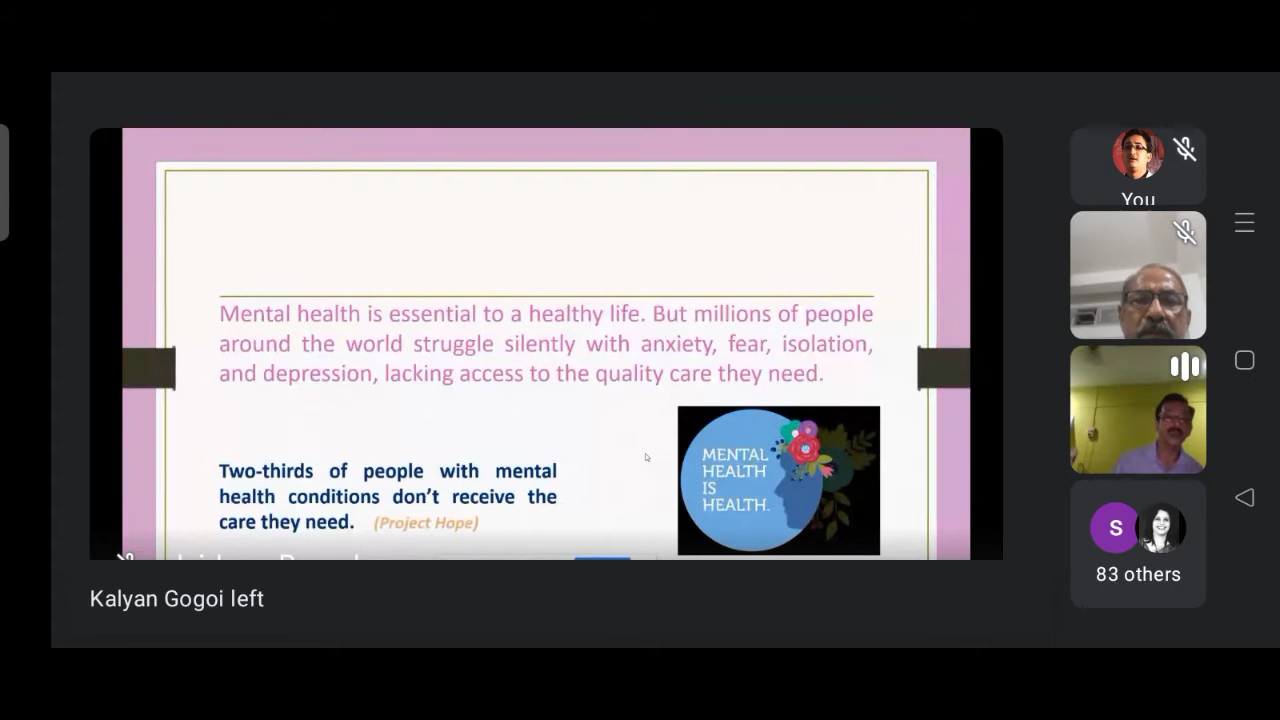 Mental health is essential to a healthy life. But millions of people
around the world struggle silently with anxiety, fear, isolation,
and depression, lacking access to the quality care they need.
MENTAL
HEALTH
IS
HEALTH.
Two-thirds of people with mental
health conditions don’t receive the
care they need. (Project Hope)
You
S
83 others
Kalyan Gogoi left